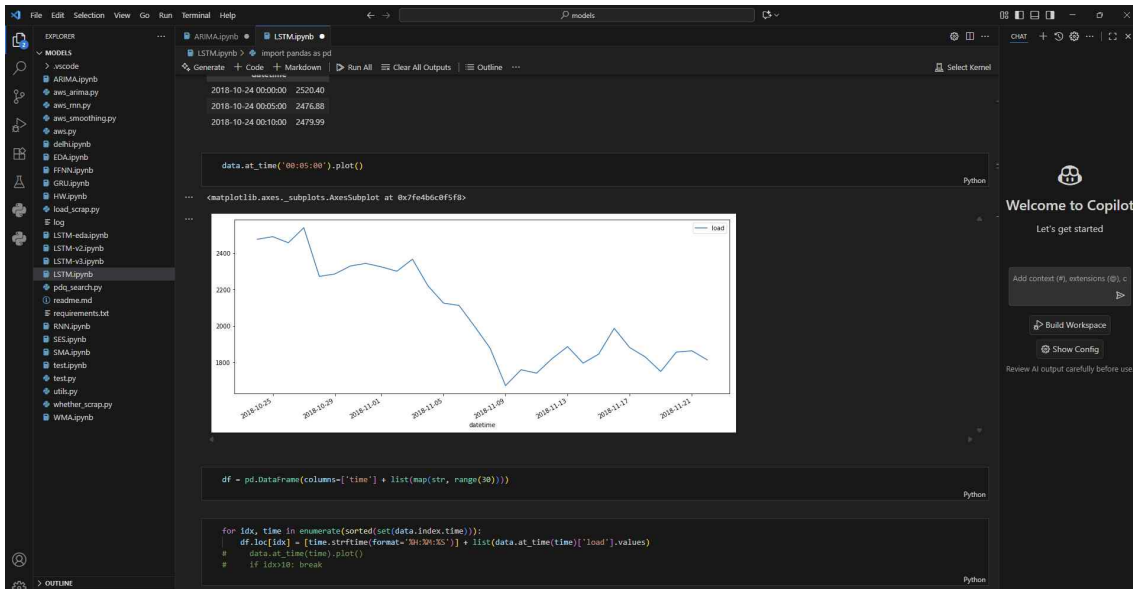 File Edit Selection View Go Run Terminal Help
models
EXPLORER
MODELS
.vscode
ARIMA.ipynb
aws_arima.py
aws_rnn.py
aws_smoothing.py
aws.py
delhi.ipynb
EDA.ipynb
FFNN.ipynb
GRU.ipynb
HW.ipynb
load_scrap.py
log
LSTM-eda.ipynb
LSTM-v2.ipynb
LSTM-v3.ipynb
LSTM.ipynb
pdq_search.py
readme.md
requirements.txt
RNN.ipynb
SES.ipynb
SMA.ipynb
test.ipynb
test.py
utils.py
whether_scrap.py
WMA.ipynb
OUTLINE
ARIMA.ipynb LSTM.ipynb
LSTM.ipynb > import pandas as pd
Generate + Code + Markdown Run All Clear All Outputs Outline ... Select Kernel
datetime
2018-10-24 00:00:00 2520.40
2018-10-24 00:05:00 2476.88
2018-10-24 00:10:00 2479.99
data.at_time('00:05:00').plot()
Python
<matplotlib.axes._subplots.AxesSubplot at 0x7fe4b6c0f5f8>
load
2400
2200
2000
1800
2018-10-25 2018-10-29 2018-11-01 2018-11-05 2018-11-09 2018-11-13 2018-11-17 2018-11-21
datetime
df = pd.DataFrame(columns=['time'] + list(map(str, range(30))))
Python
for idx, time in enumerate(sorted(set(data.index.time))):
df.loc[idx] = [time.strftime(format='%H:%M:%S')] + list(data.at_time(time)['load'].values)
# data.at_time(time).plot()
# if idx>10: break
Python
CHAT
Welcome to Copilot
Let's get started
Add context (#), extensions (@), c
Build Workspace
Show Config
Review AI output carefully before use